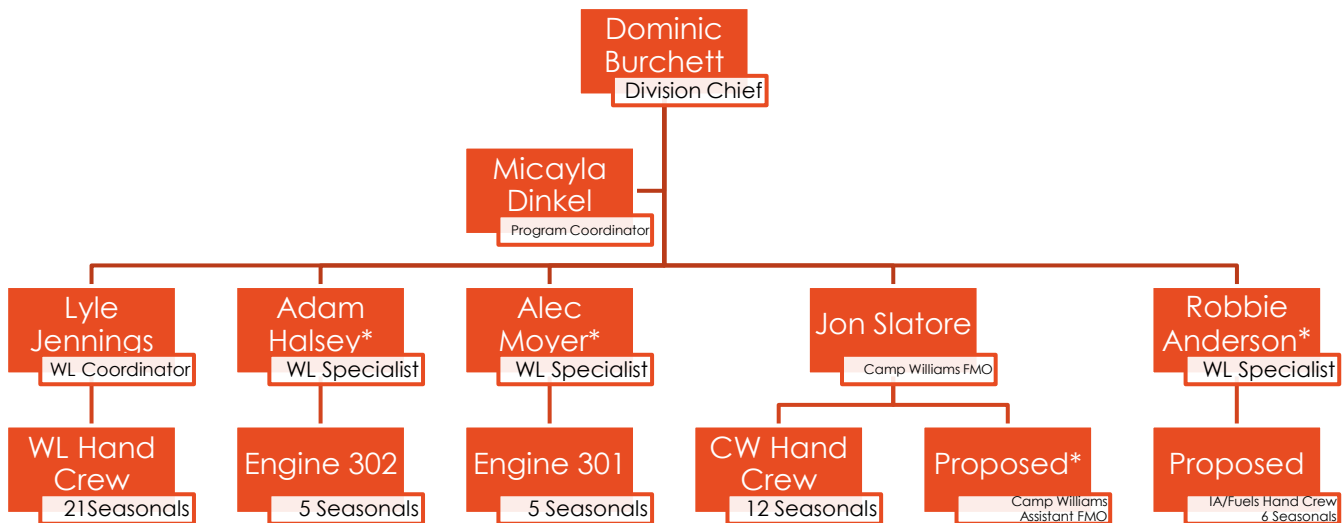 Dominic
Burchett
Division Chief
Micayla
Dinkel
Program Coordinator
Lyle
Jennings
WL Coordinator
Adam
Halsey*
WL Specialist
Alec
Moyer*
WL Specialist
Jon Slatore
Camp Williams FMO
Robbie
Anderson*
WL Specialist
WL Hand
Crew
21Seasonals
Engine 302
5 Seasonals
Engine 301
5 Seasonals
CW Hand
Crew
12 Seasonals
Proposed*
Camp Williams
Assistant FMO
Proposed
IA/Fuels Hand Crew
6 Seasonals